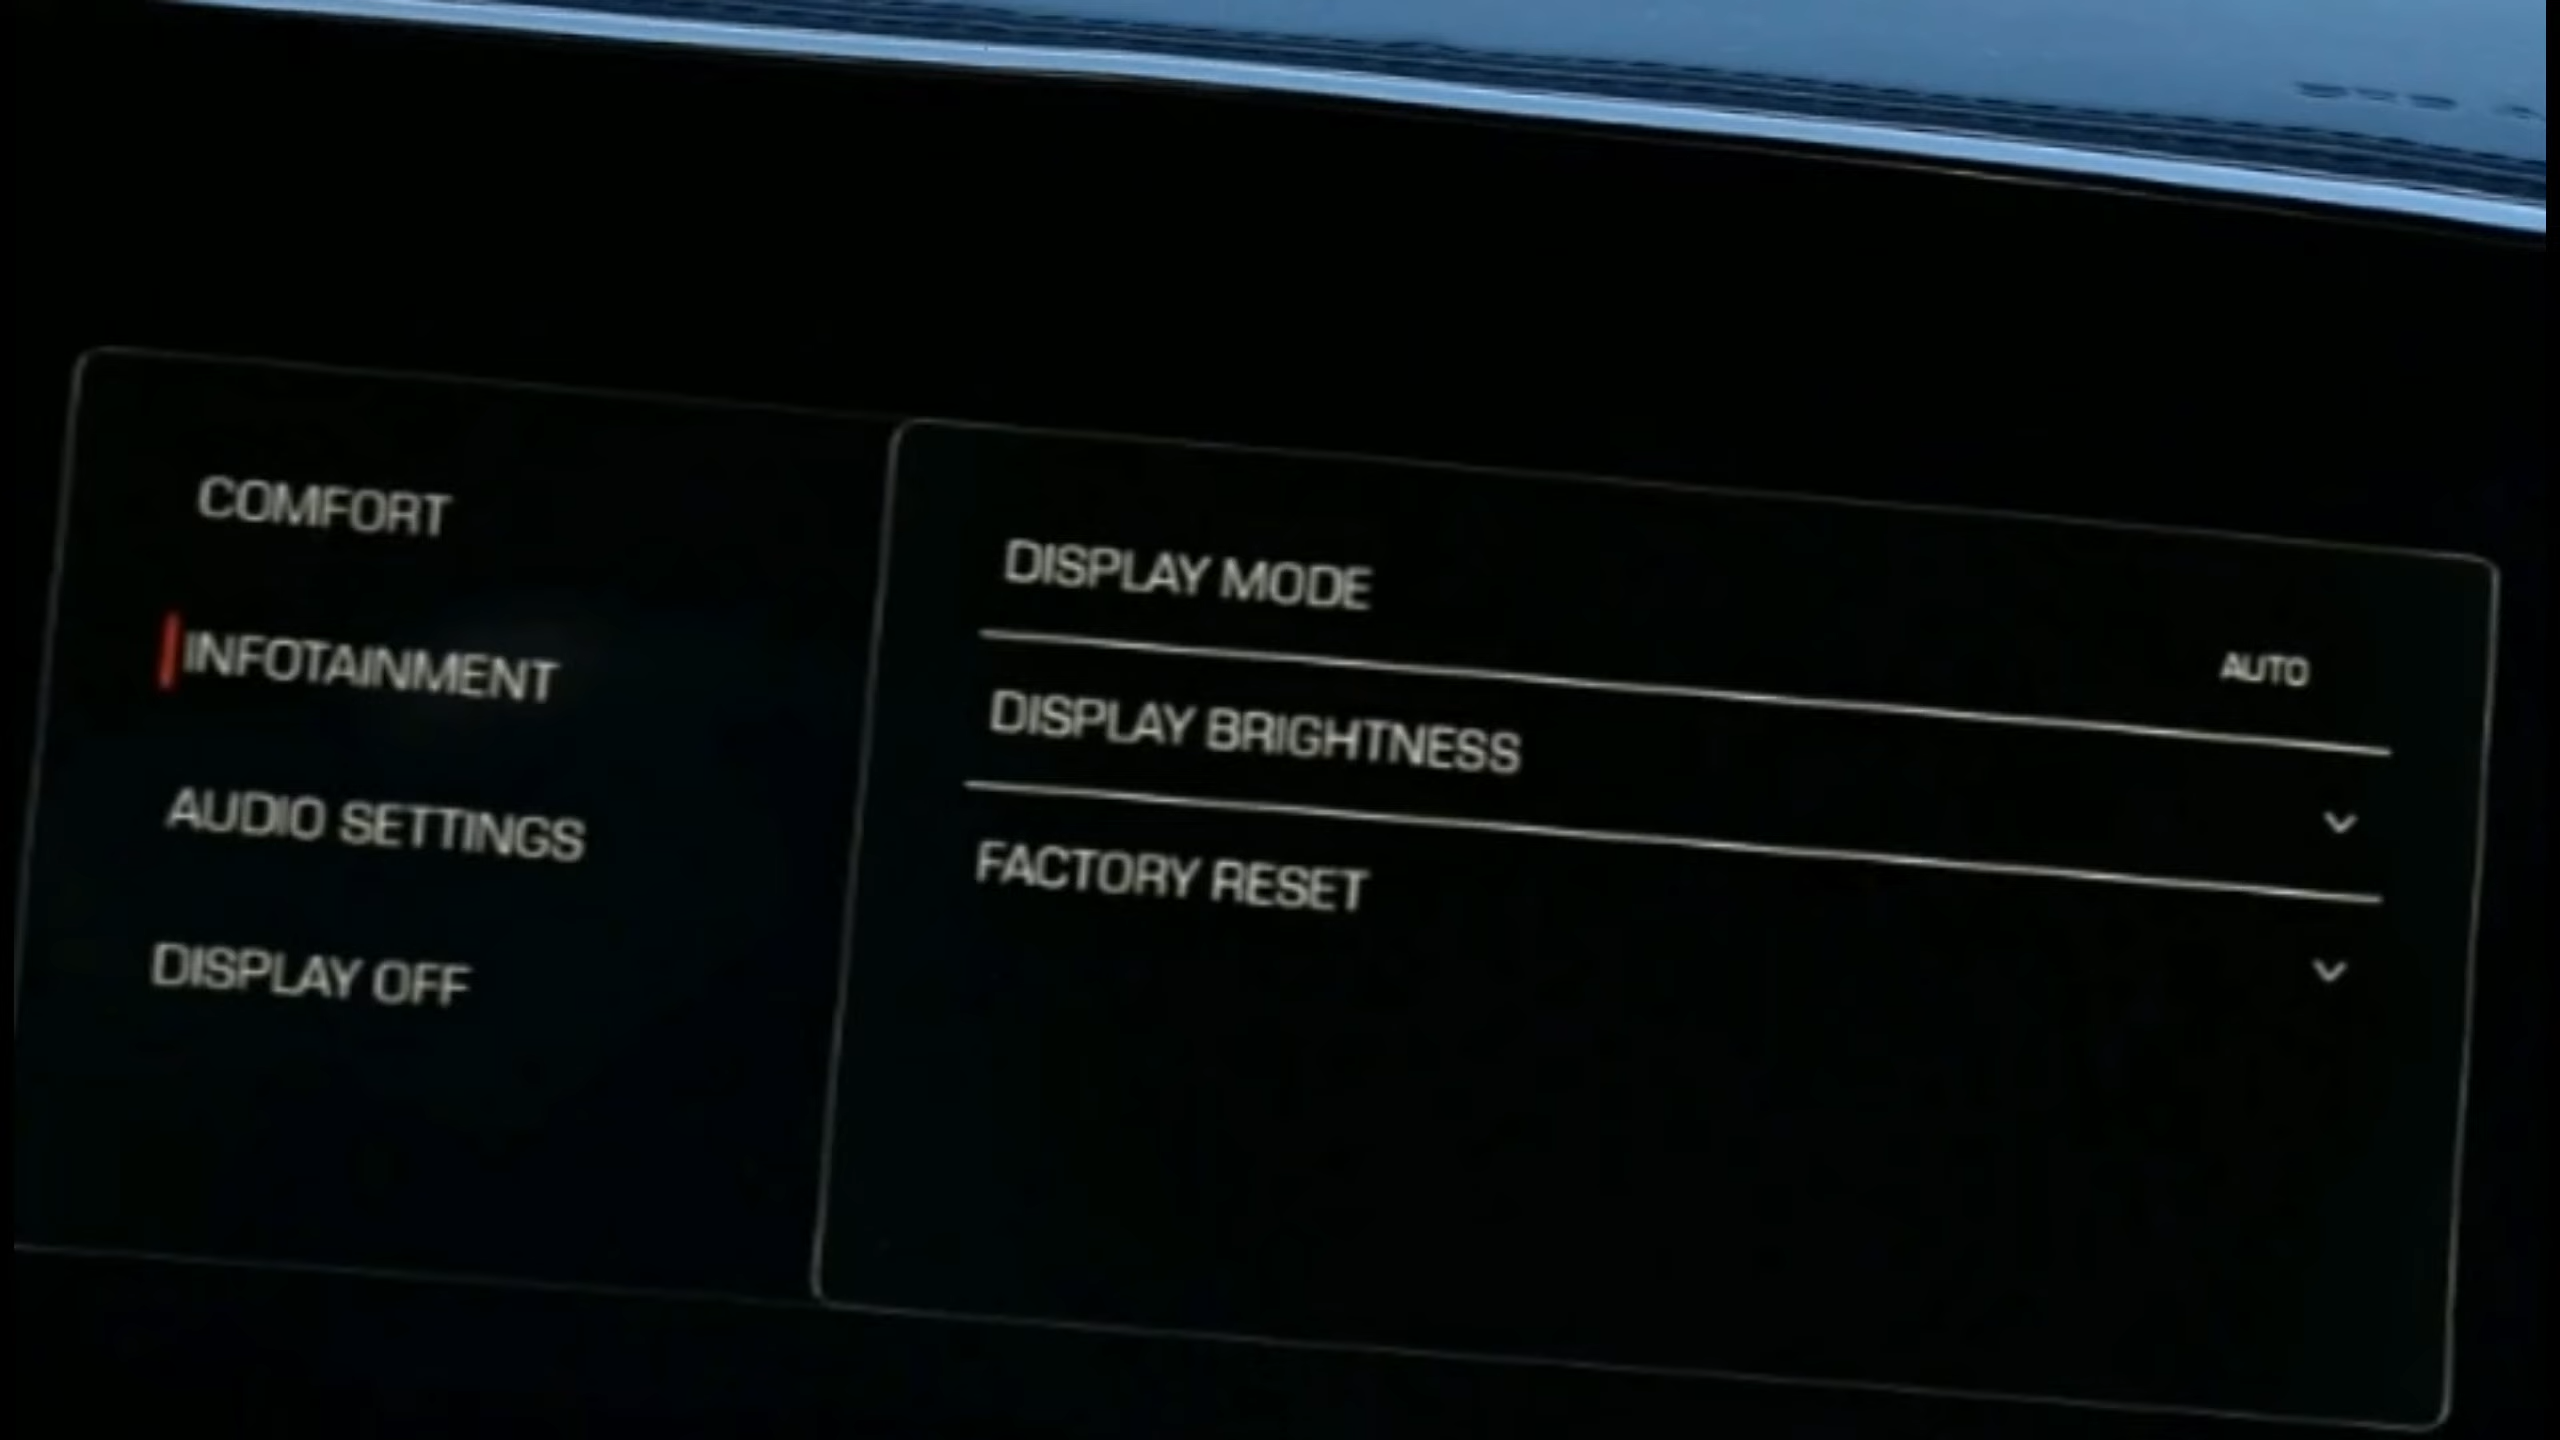 COMFORT
INFOTAINMENT
AUDIO SETTINGS
DISPLAY OFF
DISPLAY MODE
AUTO
DISPLAY BRIGHTNESS
FACTORY RESET